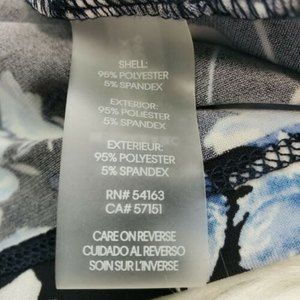 SHELL:
95% POLYESTER
5% SPANDEX
EXTERIOR:
95% POLIESTER
5% SPANDEX
EXTERIEUR:
95% POLYESTER
5% SPANDEX
RN# 54163
CA# 57151
CARE ON REVERSE
CUIDADO AL REVERSO
SOIN SUR L'INVERSE